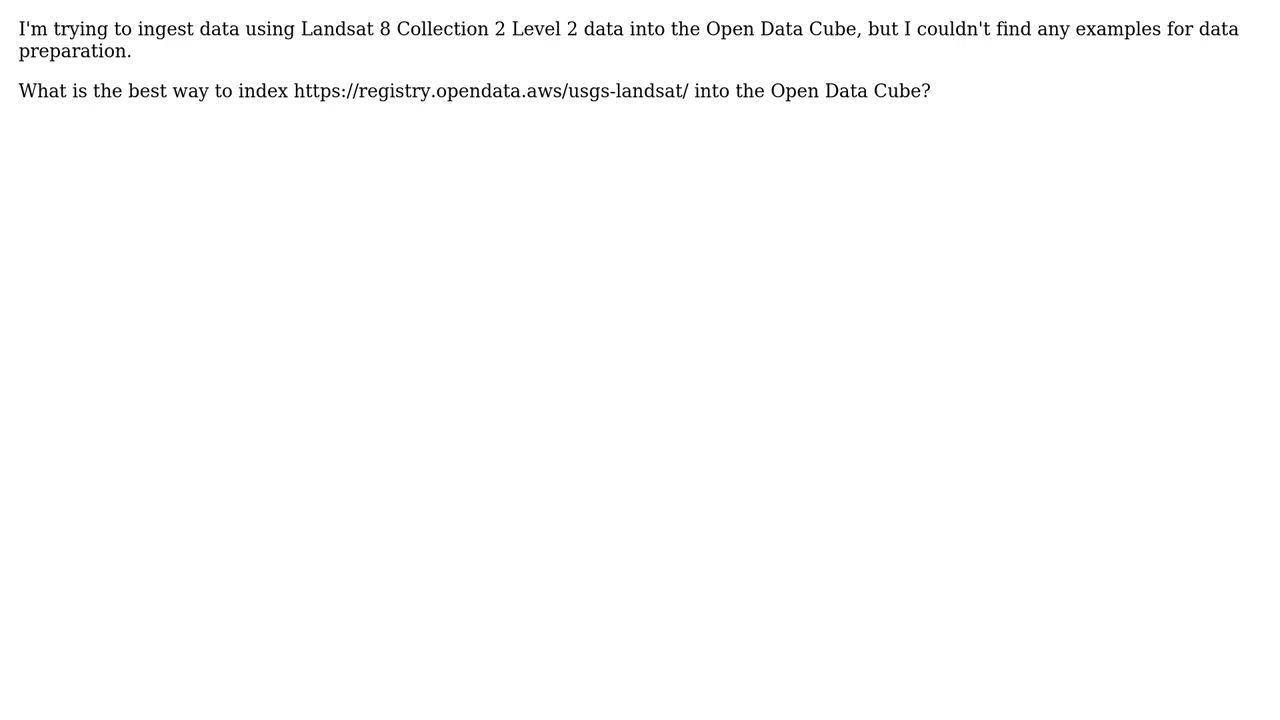 I'm trying to ingest data using Landsat 8 Collection 2 Level 2 data into the Open Data Cube, but I couldn't find any examples for data
preparation.
What is the best way to index https://registry.opendata.aws/usgs-landsat/ into the Open Data Cube?